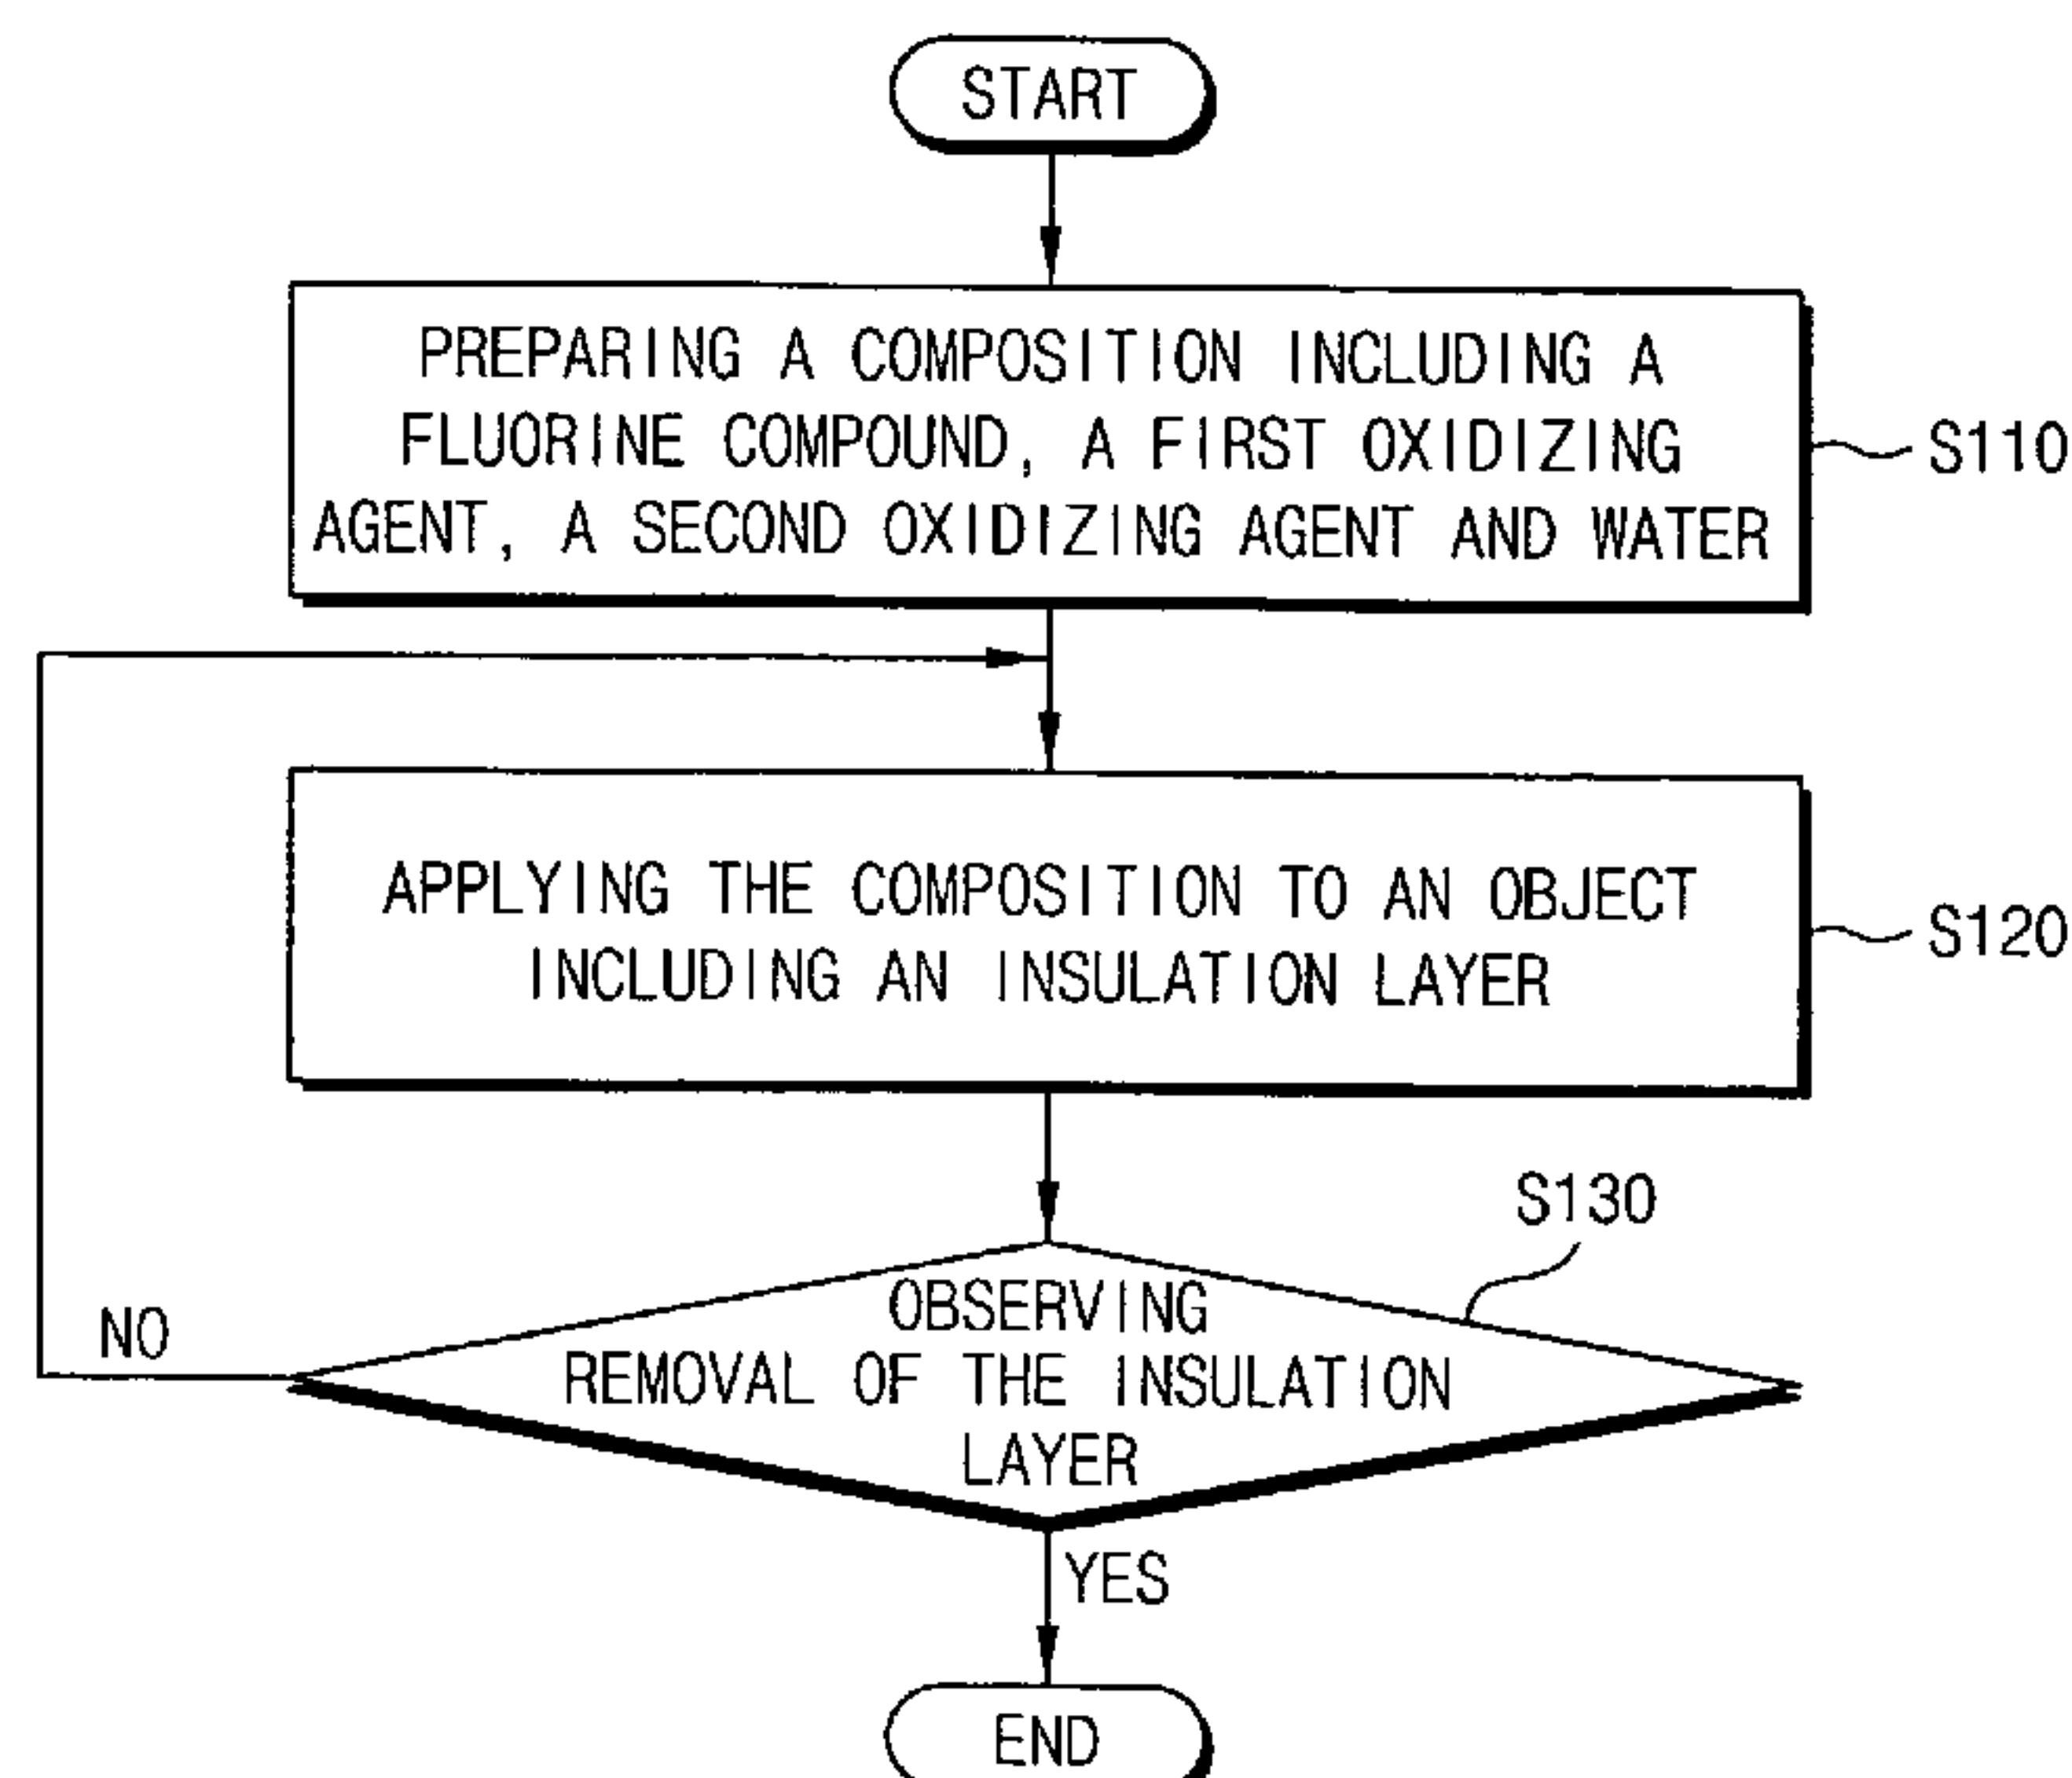 START
PREPARING A COMPOSITION INCLUDING A
FLUORINE COMPOUND, A FIRST OXIDIZING
AGENT, A SECOND OXIDIZING AGENT AND WATER
S110
APPLYING THE COMPOSITION TO AN OBJECT
INCLUDING AN INSULATION LAYER
S120
S130
OBSERVING
REMOVAL OF THE INSULATION
LAYER
NO
YES
END